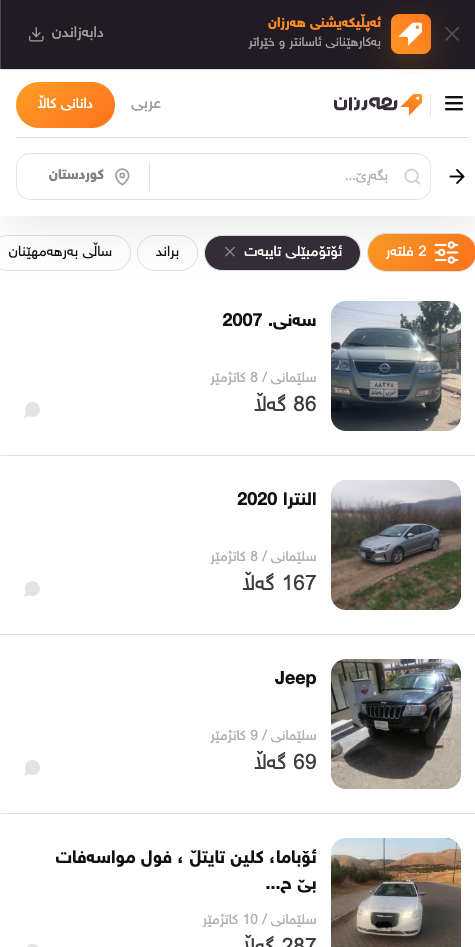 ئەپڵیکەیشنی هەرزان
بەکارهێنانی ئاسانتر و خێراتر
دابەزاندن
هەرزان
عربی
دانانی کاڵا
بگەڕێ...
کوردستان
2 فلتەر
ئۆتۆمبێلی تایبەت
براند
ساڵی بەرهەمهێنان
سەنی. 2007
سلێمانی / 8 کاتژمێر
86 گەڵا
النترا 2020
سلێمانی / 8 کاتژمێر
167 گەڵا
Jeep
سلێمانی / 9 کاتژمێر
69 گەڵا
ئۆباما، کلین تایتڵ ، فول مواسەفات
بێ ح...
سلێمانی / 10 کاتژمێر
287 گەڵا